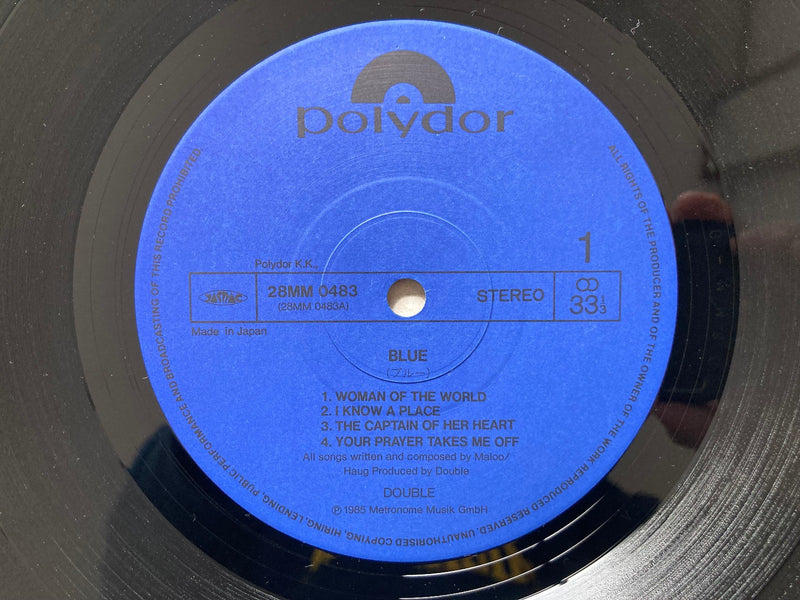 polydor
1
Polydor K.K.
28MM 0483
(28MM 0483A)
STEREO
33 1/3
Made in Japan
BLUE
(ブルー)
1. WOMAN OF THE WORLD
2. I KNOW A PLACE
3. THE CAPTAIN OF HER HEART
4. YOUR PRAYER TAKES ME OFF
All songs written and composed by Maloo/
Haug Produced by Double
DOUBLE
℗ 1985 Metronome Musik GmbH
ALL RIGHTS OF THE PRODUCER AND OF THE OWNER OF THE WORK REPRODUCED RESERVED. UNAUTHORISED COPYING, HIRING, LENDING, PUBLIC PERFORMANCE AND BROADCASTING OF THIS RECORD PROHIBITED.